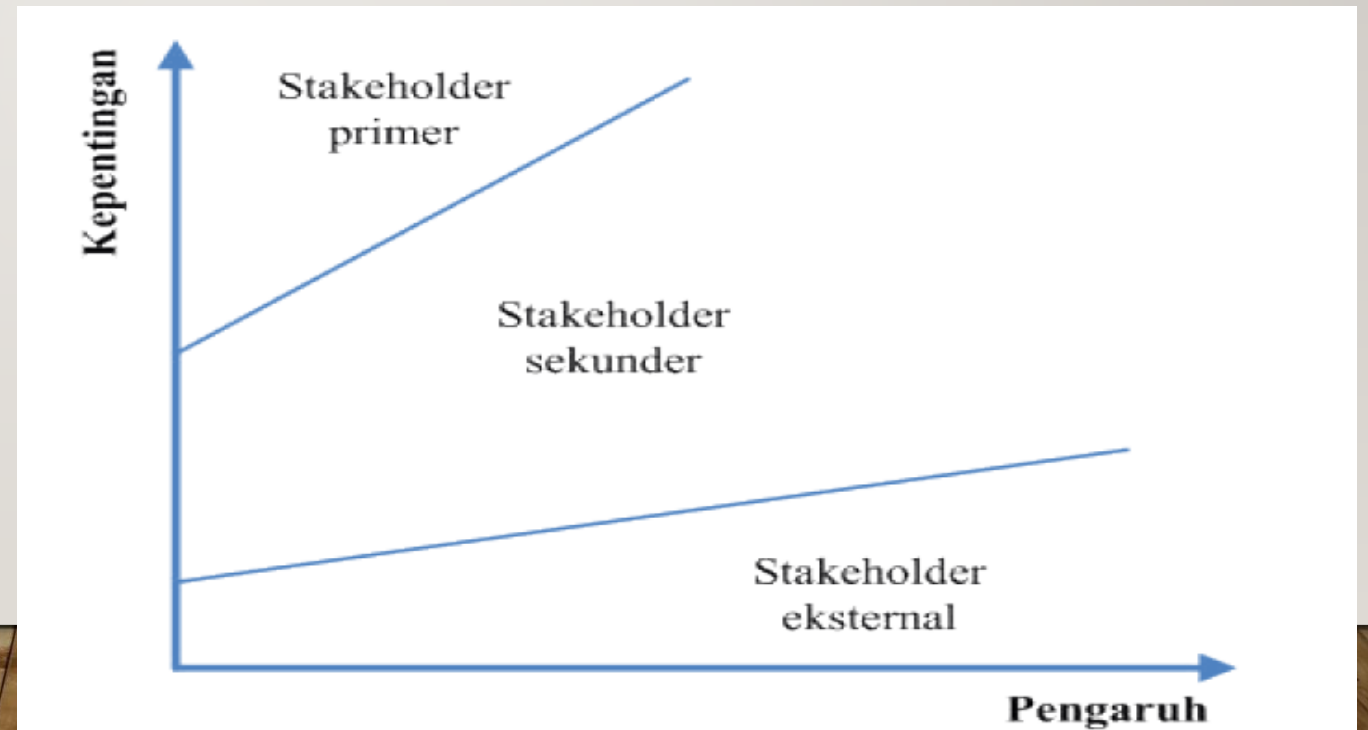 Kepentingan
Stakeholder
primer
Stakeholder
sekunder
Stakeholder
eksternal
Pengaruh